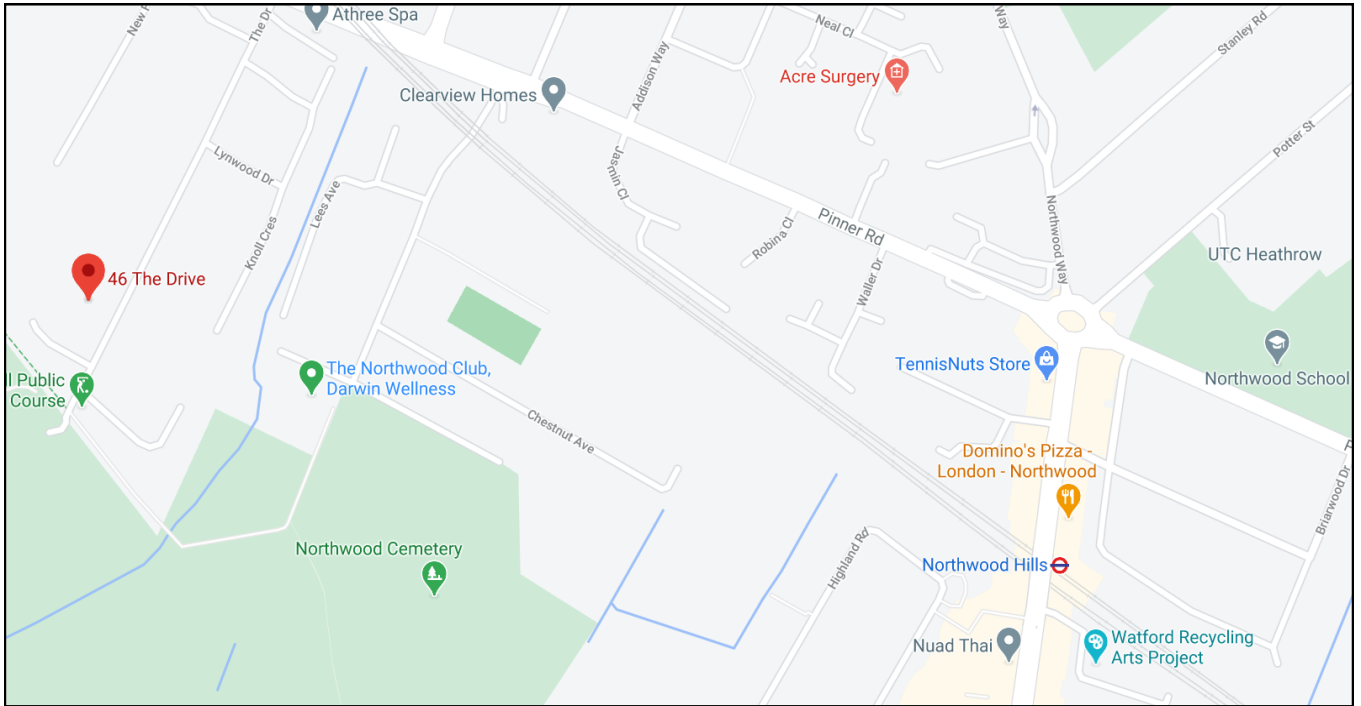 Athree Spa
New
The Dr
Way
Neal Cl
Stanley Rd
Addison Way
Acre Surgery
Clearview Homes
Potter St
Lynwood Dr
Jasmin Cl
Lees Ave
Knoll Cres
Robina Cl
Pinner Rd
Northwood Way
UTC Heathrow
46 The Drive
Waller Dr
TennisNuts Store
The Northwood Club,
Darwin Wellness
Northwood School
ll Public
Course
Chestnut Ave
Domino's Pizza -
London - Northwood
Briarwood Dr
Northwood Cemetery
Highland Rd
Northwood Hills
Nuad Thai
Watford Recycling
Arts Project